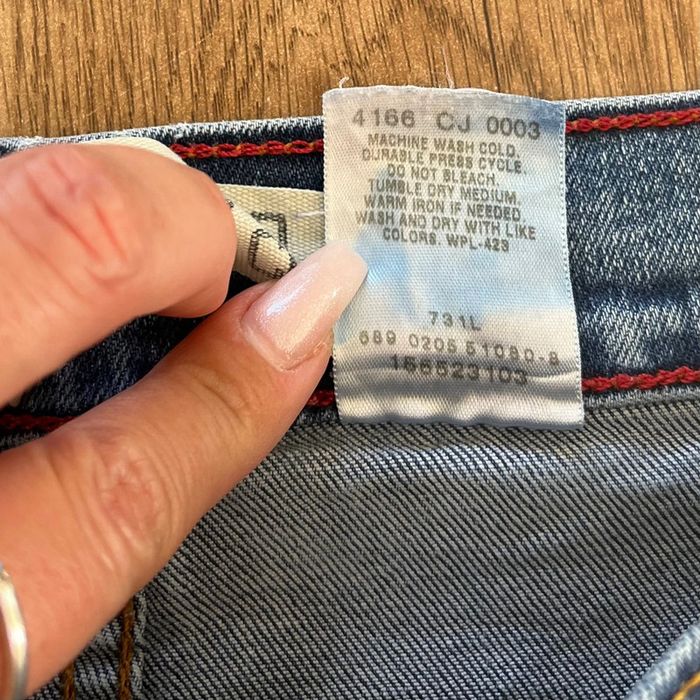 4166 CJ 0003
MACHINE WASH COLD,
DURABLE PRESS CYCLE.
DO NOT BLEACH.
TUMBLE DRY MEDIUM.
WARM IRON IF NEEDED.
WASH AND DRY WITH LIKE
COLORS. WPL-423
731L
689 0205 51080-8
166523103